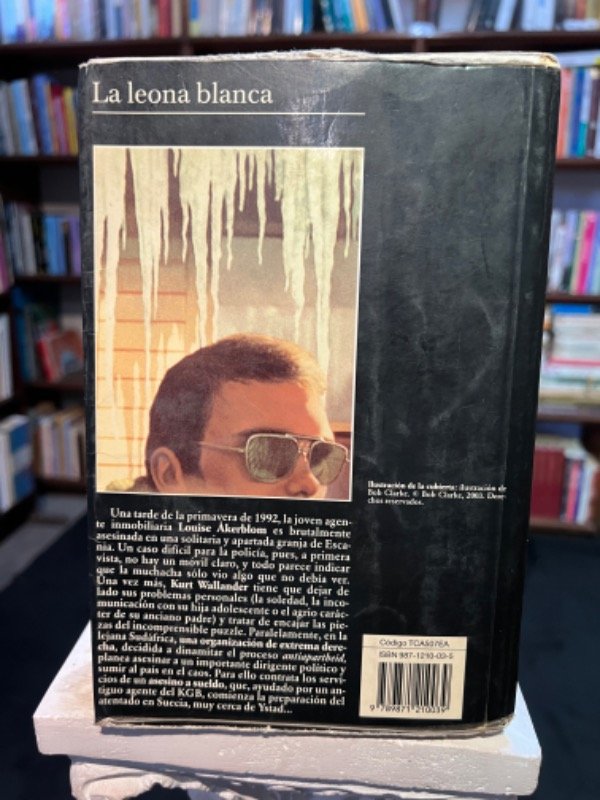 La leona blanca
Ilustración de la cubierta: ilustración de
Bob Clarke. © Bob Clarke, 2003. Dere-
chos reservados.
Una tarde de la primavera de 1992, la joven agen-
te inmobiliaria Louise Åkerblom es brutalmente
asesinada en una solitaria y apartada granja de Esca-
nia. Un caso difícil para la policía, pues, a primera
vista, no hay un móvil claro, y todo parece indicar
que la muchacha sólo vio algo que no debía ver.
Una vez más, Kurt Wallander tiene que dejar de
lado sus problemas personales (la soledad, la inco-
municación con su hija adolescente o el agrio carác-
ter de su anciano padre) y tratar de encajar las pie-
zas del incomprensible puzzle. Paralelamente, en la
lejana Sudáfrica, una organización de extrema dere-
cha, decidida a dinamitar el proceso antiapartheid,
planea asesinar a un importante dirigente político y
sumir al país en el caos. Para ello contrata los servi-
cios de un asesino a sueldo, que, ayudado por un an-
tiguo agente del KGB, comienza la preparación del
atentado en Suecia, muy cerca de Ystad...
Código TCA507EA
ISBN 987-1210-03-5
9 789871 210039